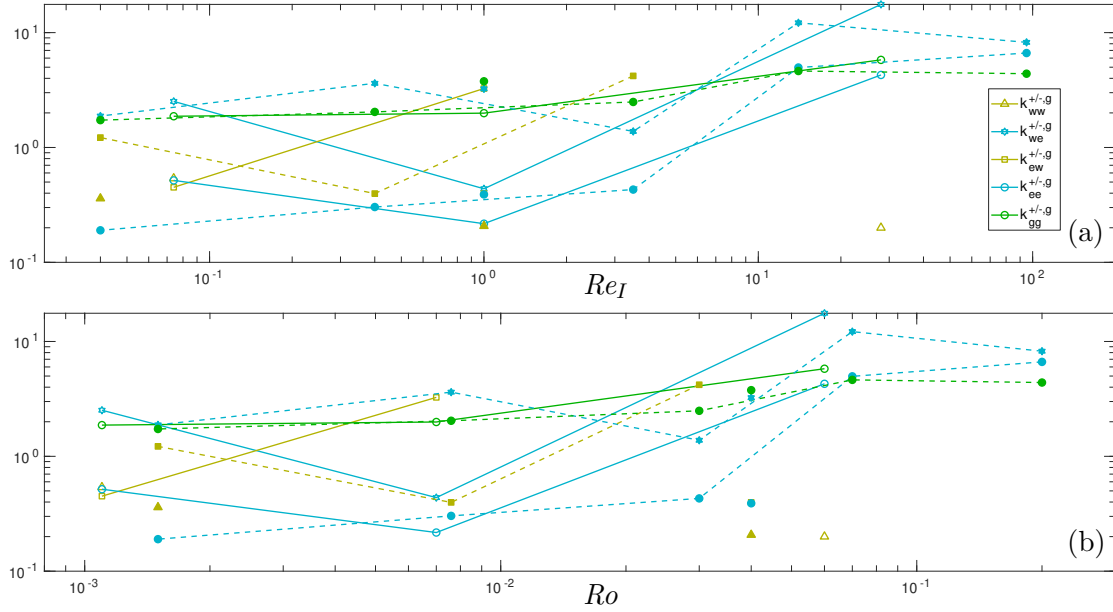 10^1
10^0
10^-1
10^-1
10^0
10^1
10^2
Re_I
k_ww^+/-,g
k_we^+/-,g
k_ew^+/-,g
k_ee^+/-,g
k_gg^+/-,g
(a)
10^1
10^0
10^-1
10^-3
10^-2
10^-1
Ro
(b)